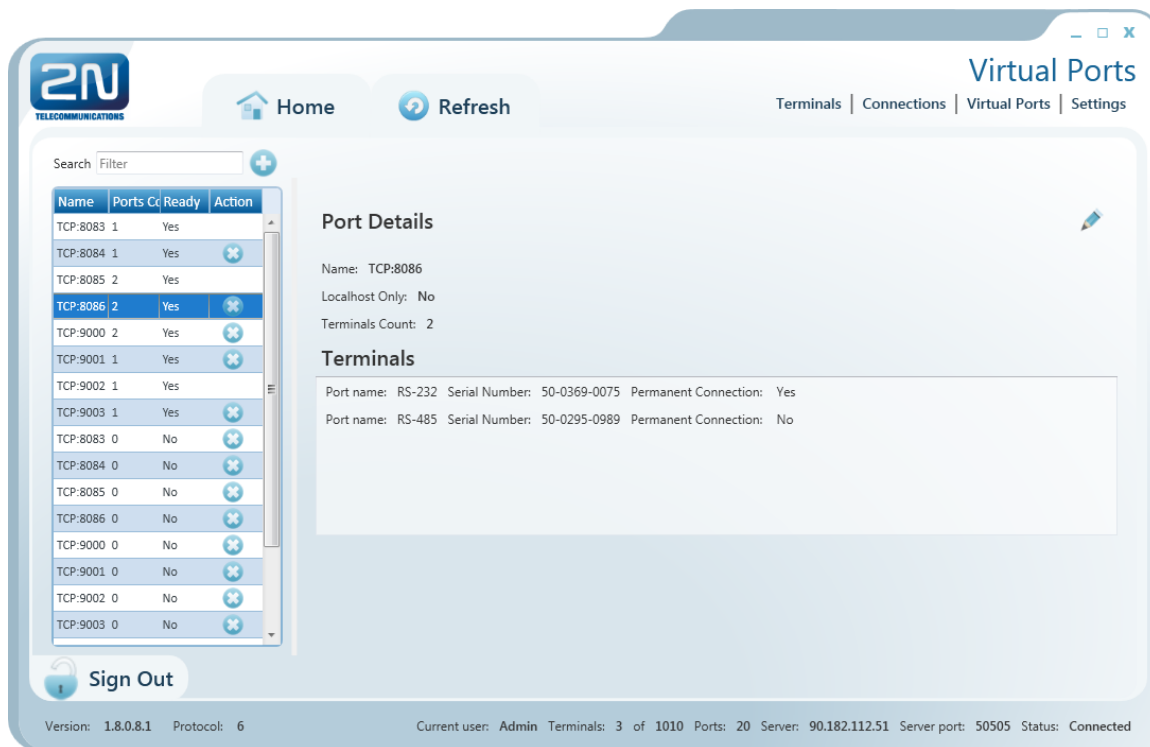 X
2N
TELECOMMUNICATIONS
Home
Refresh
Virtual Ports
Terminals | Connections | Virtual Ports | Settings
Search Filter
Name Ports Cc Ready Action
TCP:8083 1 Yes
TCP:8084 1 Yes
TCP:8085 2 Yes
TCP:8086 2 Yes
TCP:9000 2 Yes
TCP:9001 1 Yes
TCP:9002 1 Yes
TCP:9003 1 Yes
TCP:8083 0 No
TCP:8084 0 No
TCP:8085 0 No
TCP:8086 0 No
TCP:9000 0 No
TCP:9001 0 No
TCP:9002 0 No
TCP:9003 0 No
Port Details
Name: TCP:8086
Localhost Only: No
Terminals Count: 2
Terminals
Port name: RS-232 Serial Number: 50-0369-0075 Permanent Connection: Yes
Port name: RS-485 Serial Number: 50-0295-0989 Permanent Connection: No
Sign Out
Version: 1.8.0.8.1 Protocol: 6 Current user: Admin Terminals: 3 of 1010 Ports: 20 Server: 90.182.112.51 Server port: 50505 Status: Connected